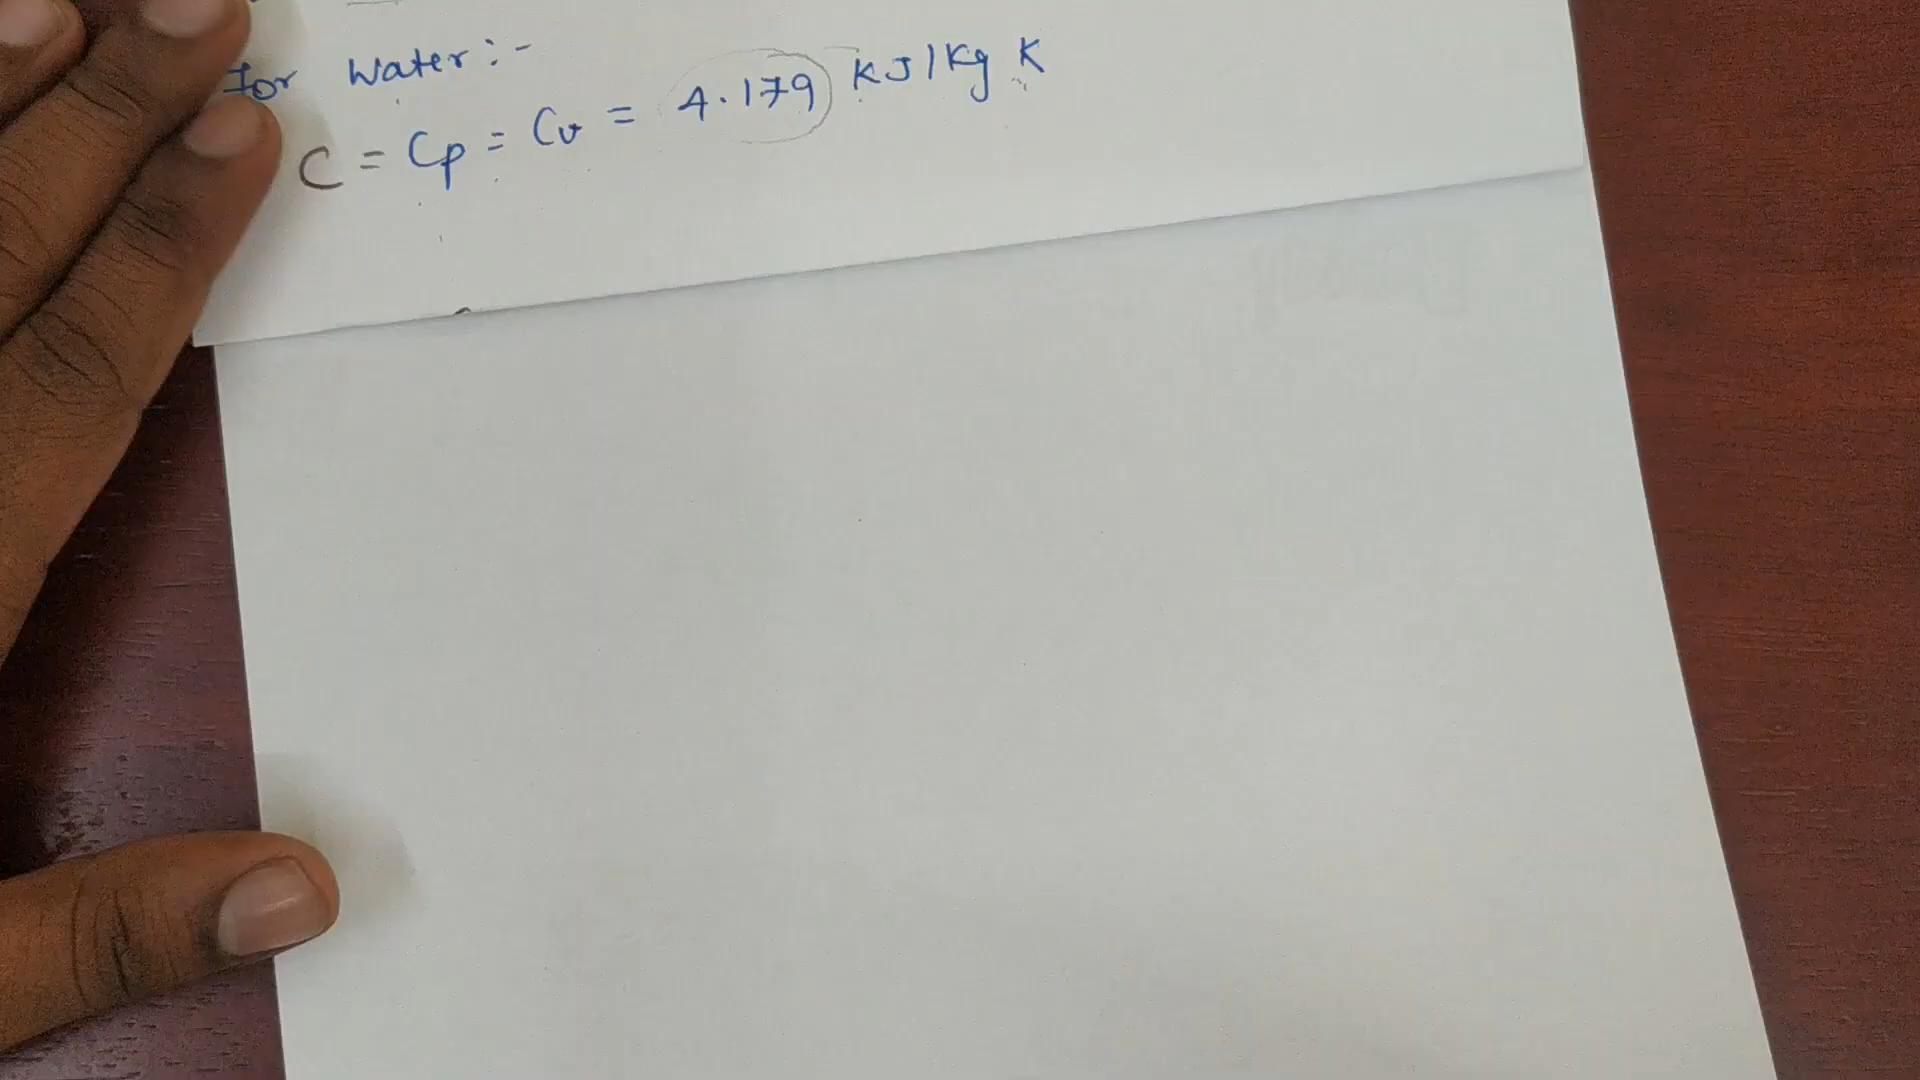 For Water:-
C = Cp = Cv = 4.179 KJ/Kg K